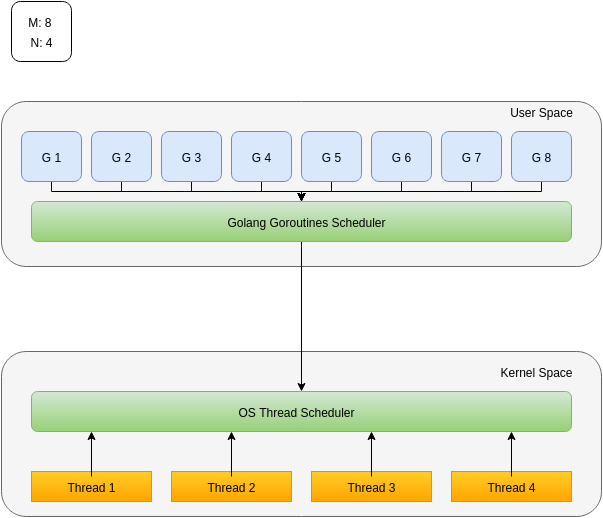 M: 8
N: 4
User Space
G 1 G 2 G 3 G 4 G 5 G 6 G 7 G 8
Golang Goroutines Scheduler
Kernel Space
OS Thread Scheduler
Thread 1 Thread 2 Thread 3 Thread 4